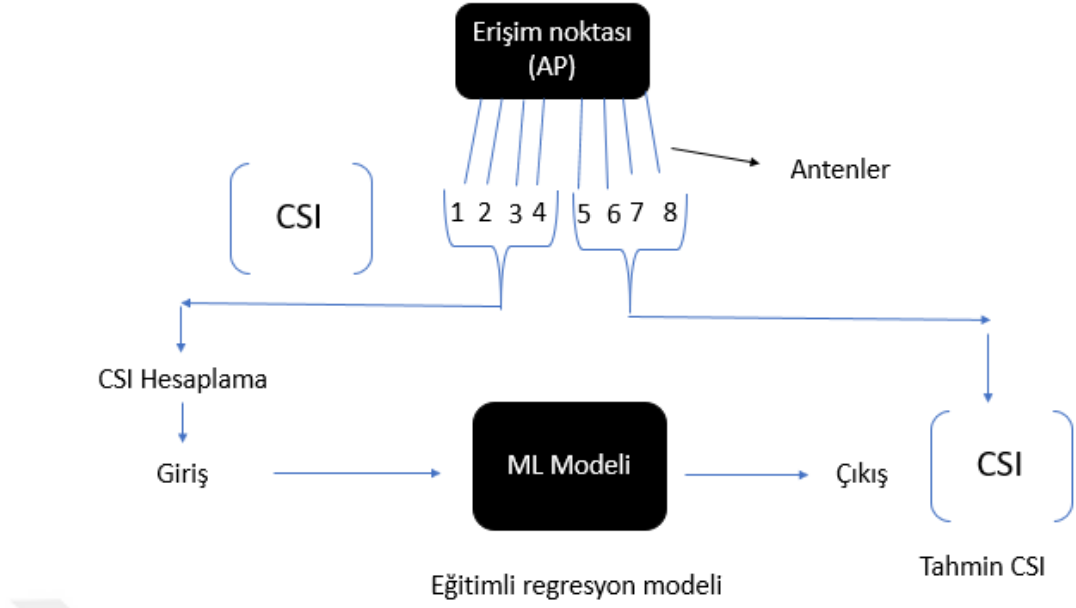 Erişim noktası
(AP)
Antenler
CSI
1 2 3 4 5 6 7 8
CSI Hesaplama
Giriş
ML Modeli
Çıkış
CSI
Tahmin CSI
Eğitimli regresyon modeli